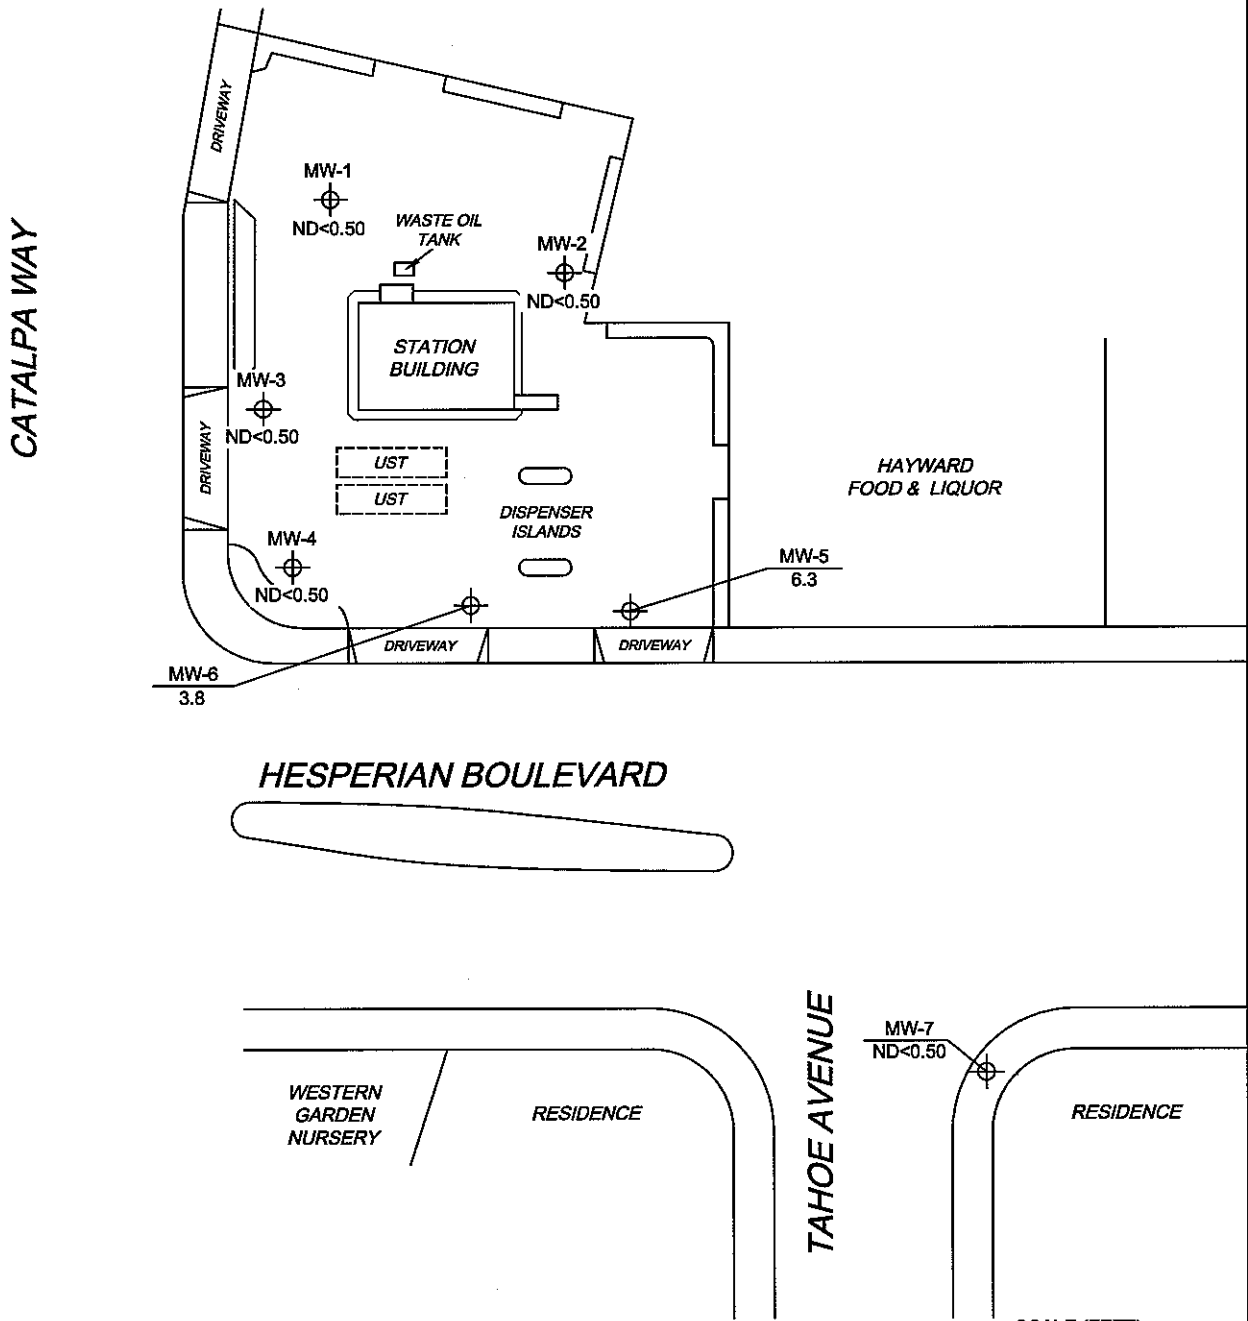 DRIVEWAY
MW-1
ND<0.50
WASTE OIL
TANK
MW-2
ND<0.50
CATALPA WAY
STATION
BUILDING
MW-3
ND<0.50
DRIVEWAY
UST
UST
HAYWARD
FOOD & LIQUOR
DISPENSER
ISLANDS
MW-4
ND<0.50
MW-5
6.3
DRIVEWAY
DRIVEWAY
MW-6
3.8
HESPERIAN BOULEVARD
TAHOE AVENUE
MW-7
ND<0.50
WESTERN
GARDEN
NURSERY
RESIDENCE
RESIDENCE